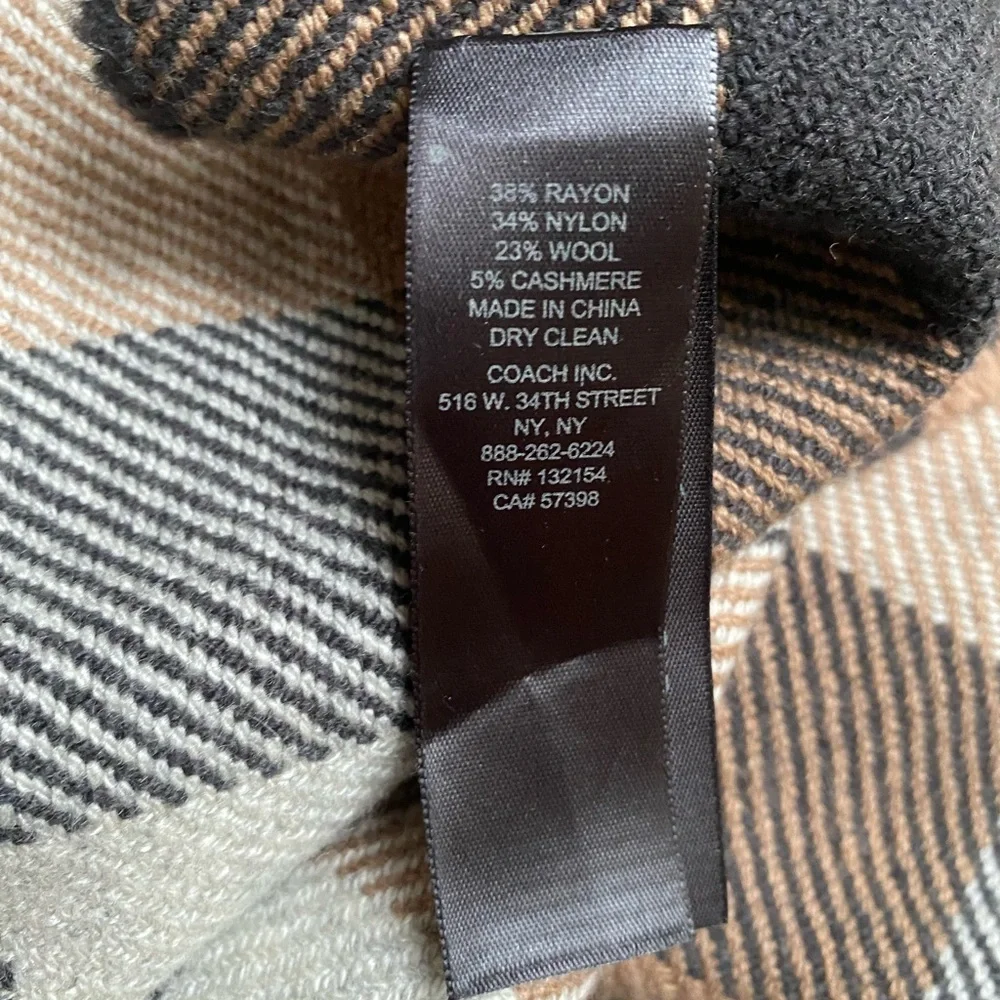 38% RAYON
34% NYLON
23% WOOL
5% CASHMERE
MADE IN CHINA
DRY CLEAN
COACH INC.
516 W. 34TH STREET
NY, NY
888-262-6224
RN# 132154
CA# 57398